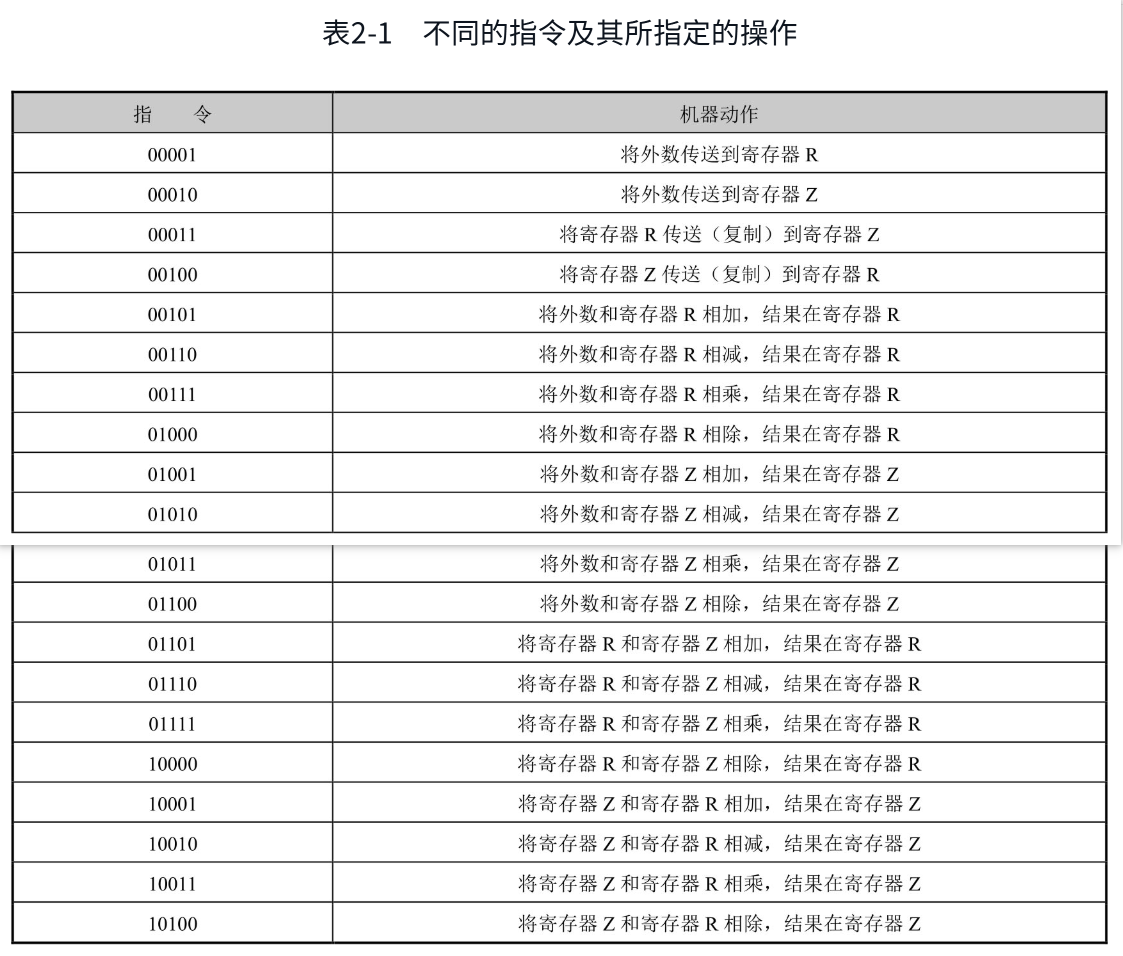 表2-1 不同的指令及其所指定的操作
指 令 机器动作
00001 将外数传送到寄存器 R
00010 将外数传送到寄存器 Z
00011 将寄存器 R 传送（复制）到寄存器 Z
00100 将寄存器 Z 传送（复制）到寄存器 R
00101 将外数和寄存器 R 相加，结果在寄存器 R
00110 将外数和寄存器 R 相减，结果在寄存器 R
00111 将外数和寄存器 R 相乘，结果在寄存器 R
01000 将外数和寄存器 R 相除，结果在寄存器 R
01001 将外数和寄存器 Z 相加，结果在寄存器 Z
01010 将外数和寄存器 Z 相减，结果在寄存器 Z
01011 将外数和寄存器 Z 相乘，结果在寄存器 Z
01100 将外数和寄存器 Z 相除，结果在寄存器 Z
01101 将寄存器 R 和寄存器 Z 相加，结果在寄存器 R
01110 将寄存器 R 和寄存器 Z 相减，结果在寄存器 R
01111 将寄存器 R 和寄存器 Z 相乘，结果在寄存器 R
10000 将寄存器 R 和寄存器 Z 相除，结果在寄存器 R
10001 将寄存器 Z 和寄存器 R 相加，结果在寄存器 Z
10010 将寄存器 Z 和寄存器 R 相减，结果在寄存器 Z
10011 将寄存器 Z 和寄存器 R 相乘，结果在寄存器 Z
10100 将寄存器 Z 和寄存器 R 相除，结果在寄存器 Z